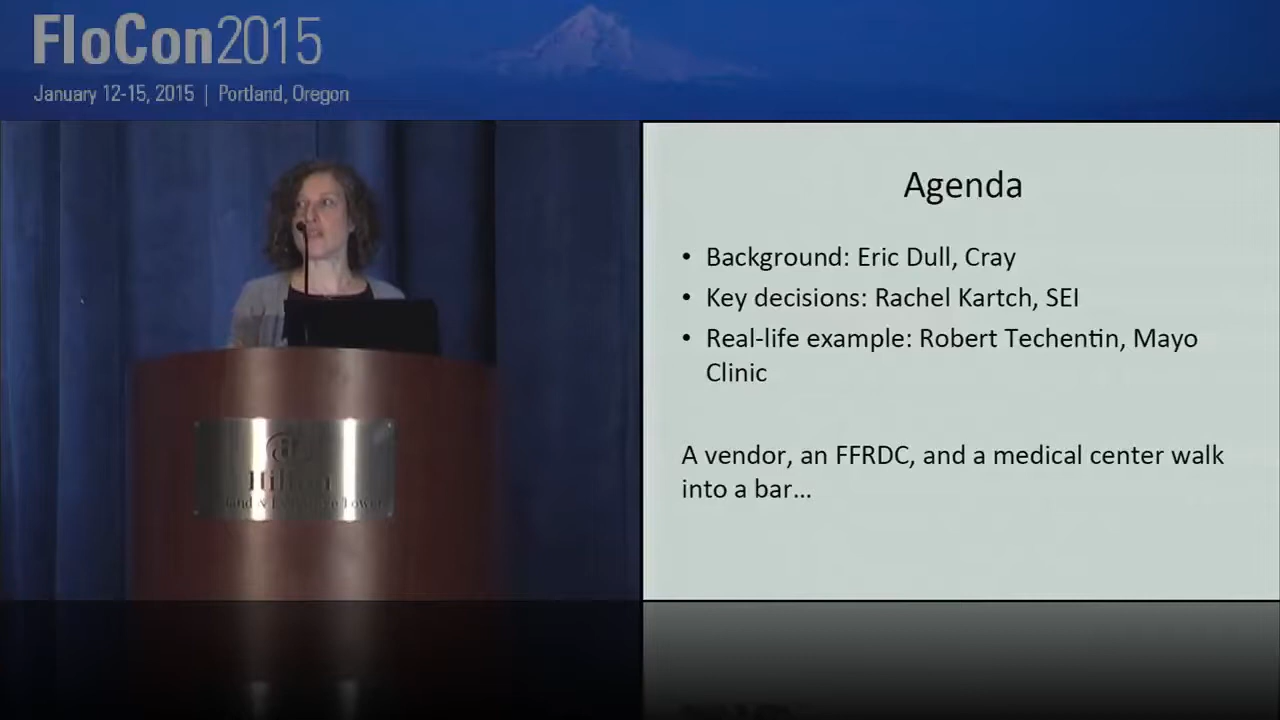 FloCon2015
January 12-15, 2015 | Portland, Oregon
Agenda
• Background: Eric Dull, Cray
• Key decisions: Rachel Kartch, SEI
• Real-life example: Robert Techentin, Mayo
Clinic
A vendor, an FFRDC, and a medical center walk
into a bar…
Hilton